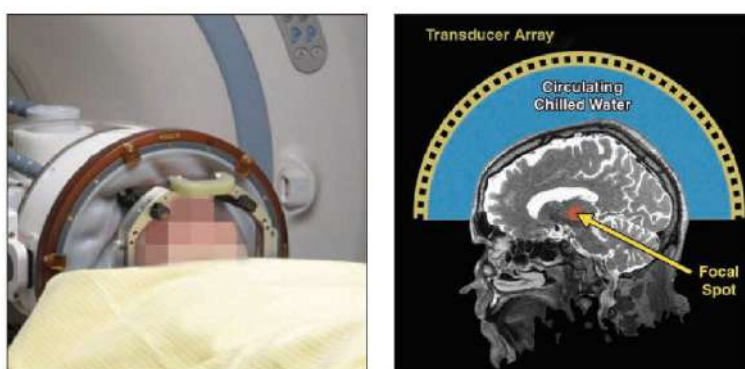 Transducer Array
Circulating
Chilled Water
Focal
Spot